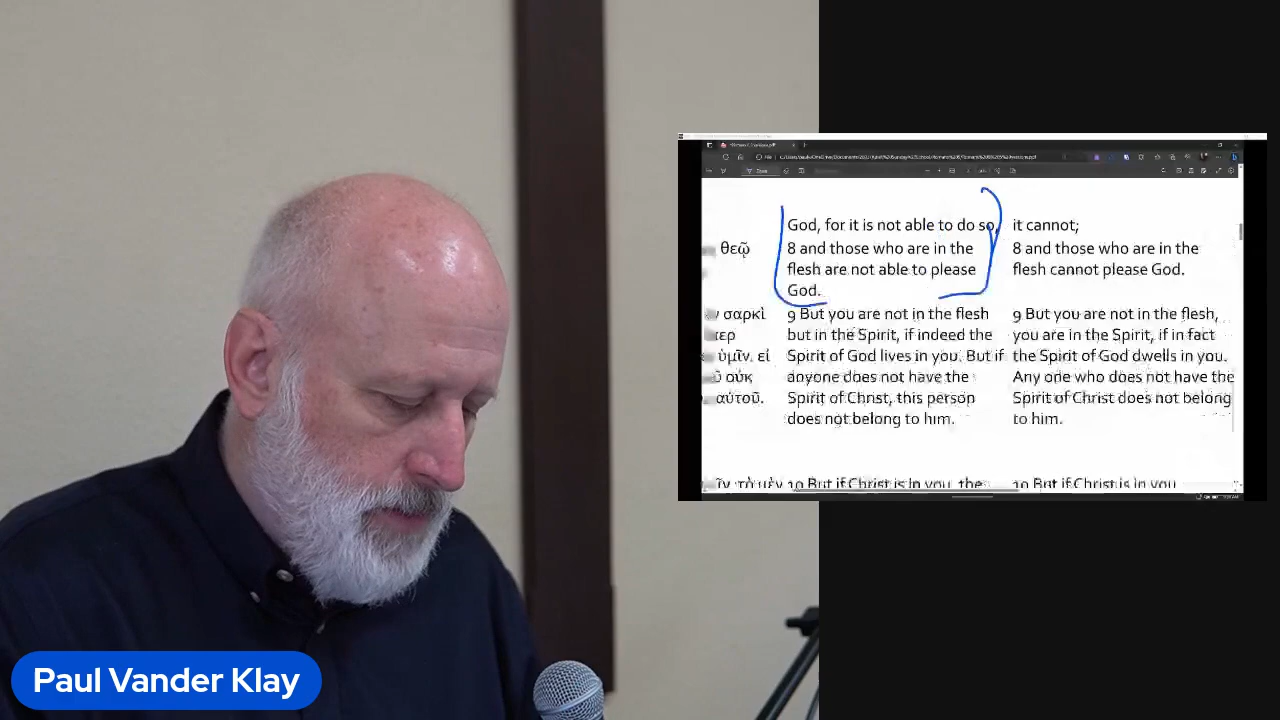 God, for it is not able to do so,
8 and those who are in the
flesh are not able to please
God.
9 But you are not in the flesh
but in the Spirit, if indeed the
Spirit of God lives in you. But if
anyone does not have the
Spirit of Christ, this person
does not belong to him.
10 But if Christ is in you, the
it cannot;
8 and those who are in the
flesh cannot please God.
9 But you are not in the flesh,
you are in the Spirit, if in fact
the Spirit of God dwells in you.
Any one who does not have the
Spirit of Christ does not belong
to him.
10 But if Christ is in you
θεῷ
σαρκὶ
ὑμῖν. εἰ
οὐκ
αὐτοῦ.
Paul Vander Klay